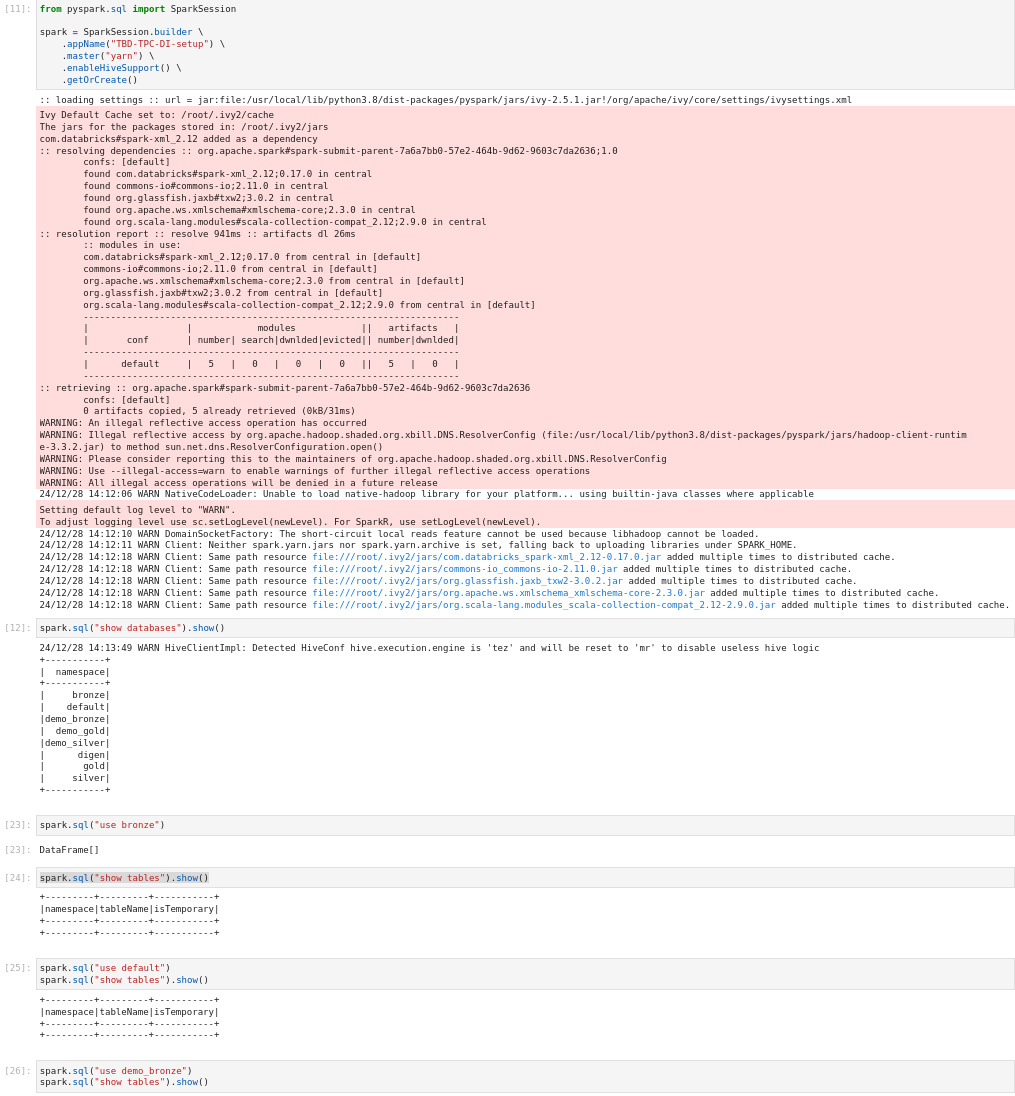 [11]: from pyspark.sql import SparkSession

spark = SparkSession.builder \
    .appName("TBD-TPC-DI-setup") \
    .master("yarn") \
    .enableHiveSupport() \
    .getOrCreate()
:: loading settings :: url = jar:file:/usr/local/lib/python3.8/dist-packages/pyspark/jars/ivy-2.5.1.jar!/org/apache/ivy/core/settings/ivysettings.xml
Ivy Default Cache set to: /root/.ivy2/cache
The jars for the packages stored in: /root/.ivy2/jars
com.databricks#spark-xml_2.12 added as a dependency
:: resolving dependencies :: org.apache.spark#spark-submit-parent-7a6a7bb0-57e2-464b-9d62-9603c7da2636;1.0
        confs: [default]
        found com.databricks#spark-xml_2.12;0.17.0 in central
        found commons-io#commons-io;2.11.0 in central
        found org.glassfish.jaxb#txw2;3.0.2 in central
        found org.apache.ws.xmlschema#xmlschema-core;2.3.0 in central
        found org.scala-lang.modules#scala-collection-compat_2.12;2.9.0 in central
:: resolution report :: resolve 941ms :: artifacts dl 26ms
        :: modules in use:
        com.databricks#spark-xml_2.12;0.17.0 from central in [default]
        commons-io#commons-io;2.11.0 from central in [default]
        org.apache.ws.xmlschema#xmlschema-core;2.3.0 from central in [default]
        org.glassfish.jaxb#txw2;3.0.2 from central in [default]
        org.scala-lang.modules#scala-collection-compat_2.12;2.9.0 from central in [default]
        ---------------------------------------------------------------------
        |                  |            modules            ||   artifacts   |
        |       conf       | number| search|dwnlded|evicted|| number|dwnlded|
        ---------------------------------------------------------------------
        |      default     |   5   |   0   |   0   |   0   ||   5   |   0   |
        ---------------------------------------------------------------------
:: retrieving :: org.apache.spark#spark-submit-parent-7a6a7bb0-57e2-464b-9d62-9603c7da2636
        confs: [default]
        0 artifacts copied, 5 already retrieved (0kB/31ms)
WARNING: An illegal reflective access operation has occurred
WARNING: Illegal reflective access by org.apache.hadoop.shaded.org.xbill.DNS.ResolverConfig (file:/usr/local/lib/python3.8/dist-packages/pyspark/jars/hadoop-client-runtim
e-3.3.2.jar) to method sun.net.dns.ResolverConfiguration.open()
WARNING: Please consider reporting this to the maintainers of org.apache.hadoop.shaded.org.xbill.DNS.ResolverConfig
WARNING: Use --illegal-access=warn to enable warnings of further illegal reflective access operations
WARNING: All illegal access operations will be denied in a future release
24/12/28 14:12:06 WARN NativeCodeLoader: Unable to load native-hadoop library for your platform... using builtin-java classes where applicable
Setting default log level to "WARN".
To adjust logging level use sc.setLogLevel(newLevel). For SparkR, use setLogLevel(newLevel).
24/12/28 14:12:10 WARN DomainSocketFactory: The short-circuit local reads feature cannot be used because libhadoop cannot be loaded.
24/12/28 14:12:11 WARN Client: Neither spark.yarn.jars nor spark.yarn.archive is set, falling back to uploading libraries under SPARK_HOME.
24/12/28 14:12:18 WARN Client: Same path resource file:///root/.ivy2/jars/com.databricks_spark-xml_2.12-0.17.0.jar added multiple times to distributed cache.
24/12/28 14:12:18 WARN Client: Same path resource file:///root/.ivy2/jars/commons-io_commons-io-2.11.0.jar added multiple times to distributed cache.
24/12/28 14:12:18 WARN Client: Same path resource file:///root/.ivy2/jars/org.glassfish.jaxb_txw2-3.0.2.jar added multiple times to distributed cache.
24/12/28 14:12:18 WARN Client: Same path resource file:///root/.ivy2/jars/org.apache.ws.xmlschema_xmlschema-core-2.3.0.jar added multiple times to distributed cache.
24/12/28 14:12:18 WARN Client: Same path resource file:///root/.ivy2/jars/org.scala-lang.modules_scala-collection-compat_2.12-2.9.0.jar added multiple times to distributed cache.
[12]: spark.sql("show databases").show()
24/12/28 14:13:49 WARN HiveClientImpl: Detected HiveConf hive.execution.engine is 'tez' and will be reset to 'mr' to disable useless hive logic
+-----------+
|  namespace|
+-----------+
|     bronze|
|    default|
|demo_bronze|
|  demo_gold|
|demo_silver|
|      digen|
|       gold|
|     silver|
+-----------+
[23]: spark.sql("use bronze")
[23]: DataFrame[]
[24]: spark.sql("show tables").show()
+---------+---------+-----------+
|namespace|tableName|isTemporary|
+---------+---------+-----------+
+---------+---------+-----------+
[25]: spark.sql("use default")
spark.sql("show tables").show()
+---------+---------+-----------+
|namespace|tableName|isTemporary|
+---------+---------+-----------+
+---------+---------+-----------+
[26]: spark.sql("use demo_bronze")
spark.sql("show tables").show()